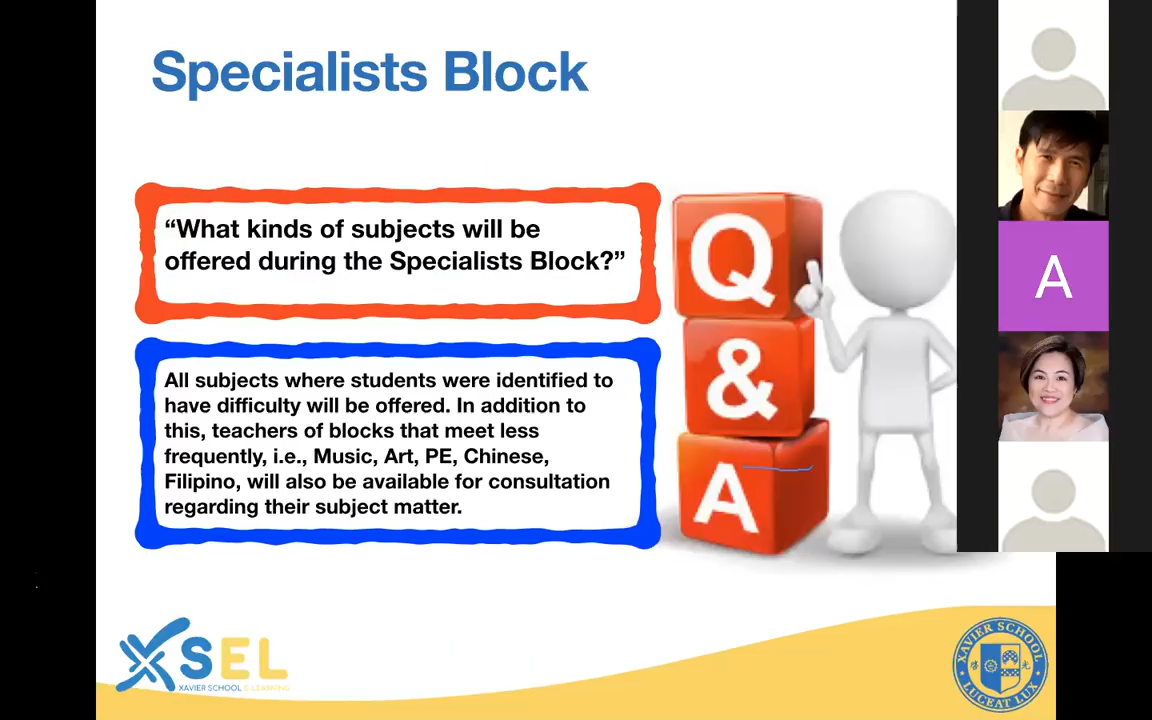 Specialists Block
“What kinds of subjects will be
offered during the Specialists Block?”
Q
&
A
All subjects where students were identified to
have difficulty will be offered. In addition to
this, teachers of blocks that meet less
frequently, i.e., Music, Art, PE, Chinese,
Filipino, will also be available for consultation
regarding their subject matter.
A
XSEL
XAVIER SCHOOL E-LEARNING
XAVIER SCHOOL
LUCEAT LUX